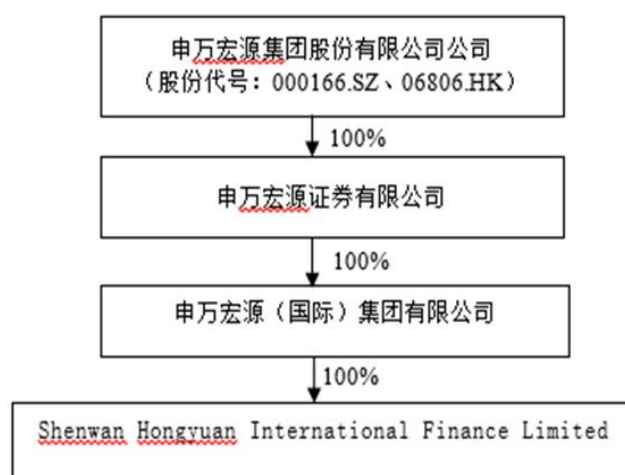 申万宏源集团股份有限公司公司
（股份代号：000166.SZ、06806.HK）
100%
申万宏源证券有限公司
100%
申万宏源（国际）集团有限公司
100%
Shenwan Hongyuan International Finance Limited